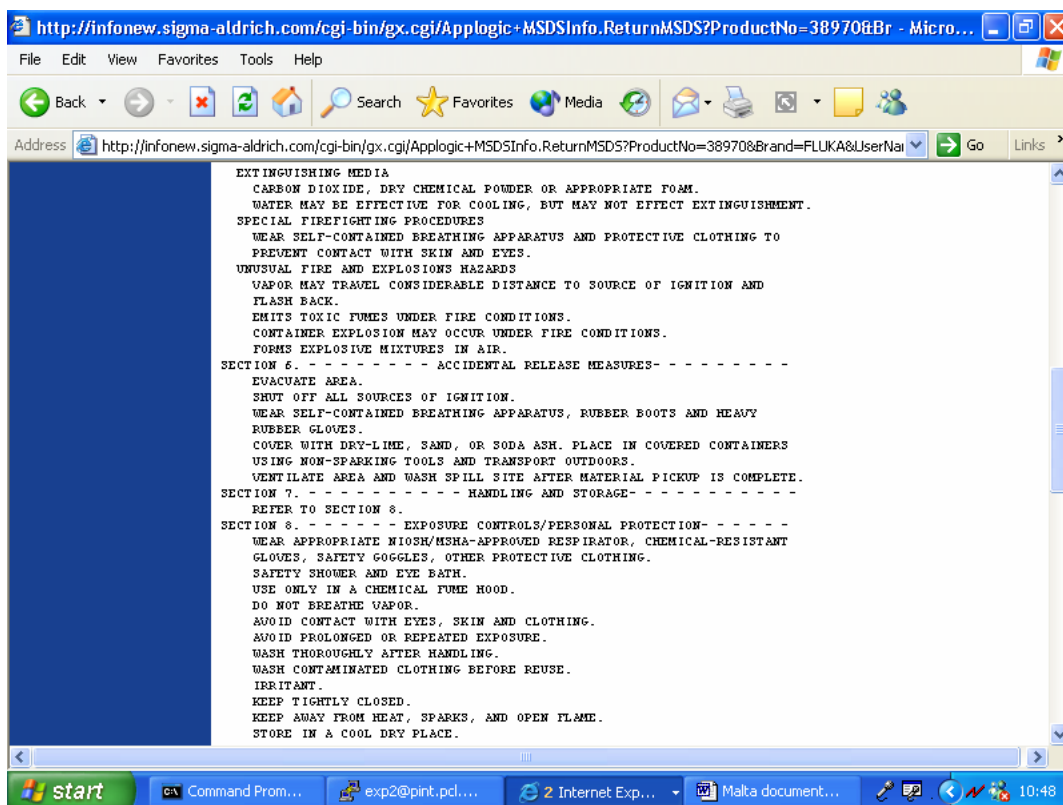 http://infonew.sigma-aldrich.com/cgi-bin/gx.cgi/Applogic+MSDSInfo.ReturnMSDS?ProductNo=38970&Br - Micro...
File Edit View Favorites Tools Help
Back Search Favorites Media
Address http://infonew.sigma-aldrich.com/cgi-bin/gx.cgi/Applogic+MSDSInfo.ReturnMSDS?ProductNo=38970&Brand=FLUKA&UserNar Go Links »
EXTINGUISHING MEDIA
CARBON DIOXIDE, DRY CHEMICAL POWDER OR APPROPRIATE FOAM.
WATER MAY BE EFFECTIVE FOR COOLING, BUT MAY NOT EFFECT EXTINGUISHMENT.
SPECIAL FIREFIGHTING PROCEDURES
WEAR SELF-CONTAINED BREATHING APPARATUS AND PROTECTIVE CLOTHING TO
PREVENT CONTACT WITH SKIN AND EYES.
UNUSUAL FIRE AND EXPLOSIONS HAZARDS
VAPOR MAY TRAVEL CONSIDERABLE DISTANCE TO SOURCE OF IGNITION AND
FLASH BACK.
EMITS TOXIC FUMES UNDER FIRE CONDITIONS.
CONTAINER EXPLOSION MAY OCCUR UNDER FIRE CONDITIONS.
FORMS EXPLOSIVE MIXTURES IN AIR.
SECTION 6. - - - - - - - - ACCIDENTAL RELEASE MEASURES- - - - - - - - -
EVACUATE AREA.
SHUT OFF ALL SOURCES OF IGNITION.
WEAR SELF-CONTAINED BREATHING APPARATUS, RUBBER BOOTS AND HEAVY
RUBBER GLOVES.
COVER WITH DRY-LIME, SAND, OR SODA ASH. PLACE IN COVERED CONTAINERS
USING NON-SPARKING TOOLS AND TRANSPORT OUTDOORS.
VENTILATE AREA AND WASH SPILL SITE AFTER MATERIAL PICKUP IS COMPLETE.
SECTION 7. - - - - - - - - - - HANDLING AND STORAGE- - - - - - - - - - -
REFER TO SECTION 8.
SECTION 8. - - - - - - EXPOSURE CONTROLS/PERSONAL PROTECTION- - - - - -
WEAR APPROPRIATE NIOSH/MSHA-APPROVED RESPIRATOR, CHEMICAL-RESISTANT
GLOVES, SAFETY GOGGLES, OTHER PROTECTIVE CLOTHING.
SAFETY SHOWER AND EYE BATH.
USE ONLY IN A CHEMICAL FUME HOOD.
DO NOT BREATHE VAPOR.
AVOID CONTACT WITH EYES, SKIN AND CLOTHING.
AVOID PROLONGED OR REPEATED EXPOSURE.
WASH THOROUGHLY AFTER HANDLING.
WASH CONTAMINATED CLOTHING BEFORE REUSE.
IRRITANT.
KEEP TIGHTLY CLOSED.
KEEP AWAY FROM HEAT, SPARKS, AND OPEN FLAME.
STORE IN A COOL DRY PLACE.
start Command Prom... exp2@pint.pcl.... 2 Internet Exp... Malta document... 10:48